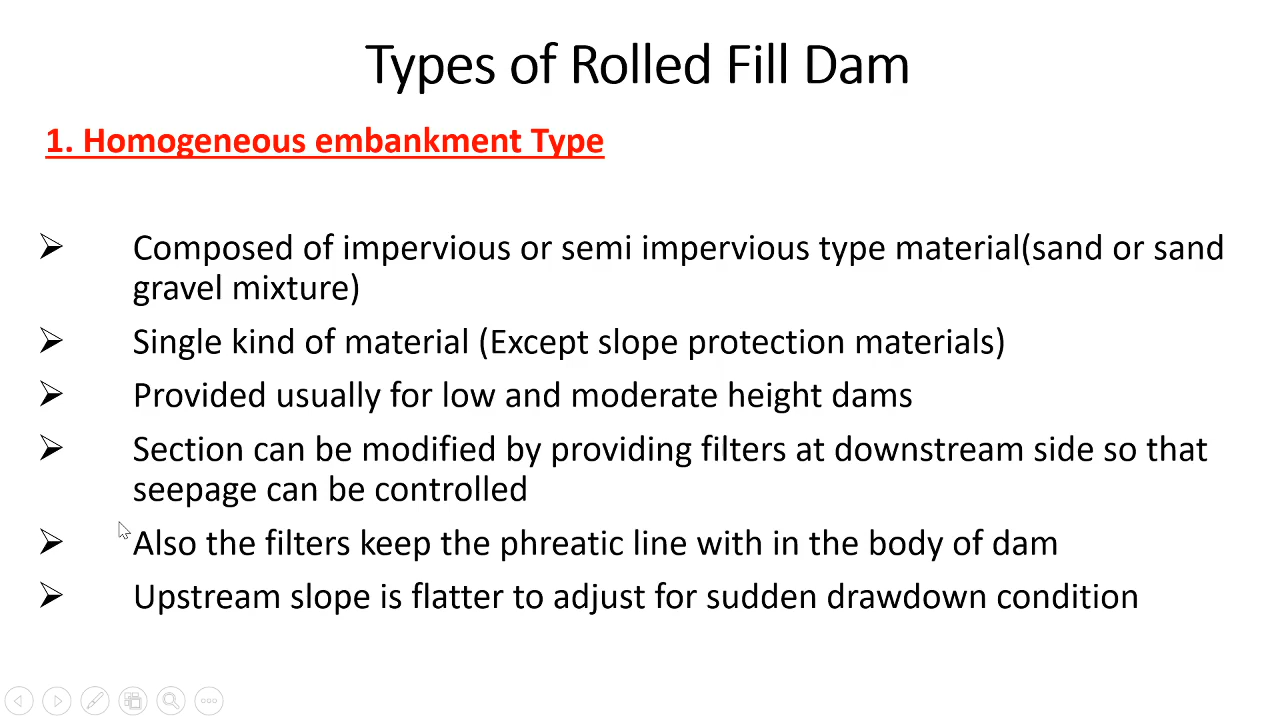 Types of Rolled Fill Dam
1. Homogeneous embankment Type
Composed of impervious or semi impervious type material(sand or sand
gravel mixture)
Single kind of material (Except slope protection materials)
Provided usually for low and moderate height dams
Section can be modified by providing filters at downstream side so that
seepage can be controlled
Also the filters keep the phreatic line with in the body of dam
Upstream slope is flatter to adjust for sudden drawdown condition